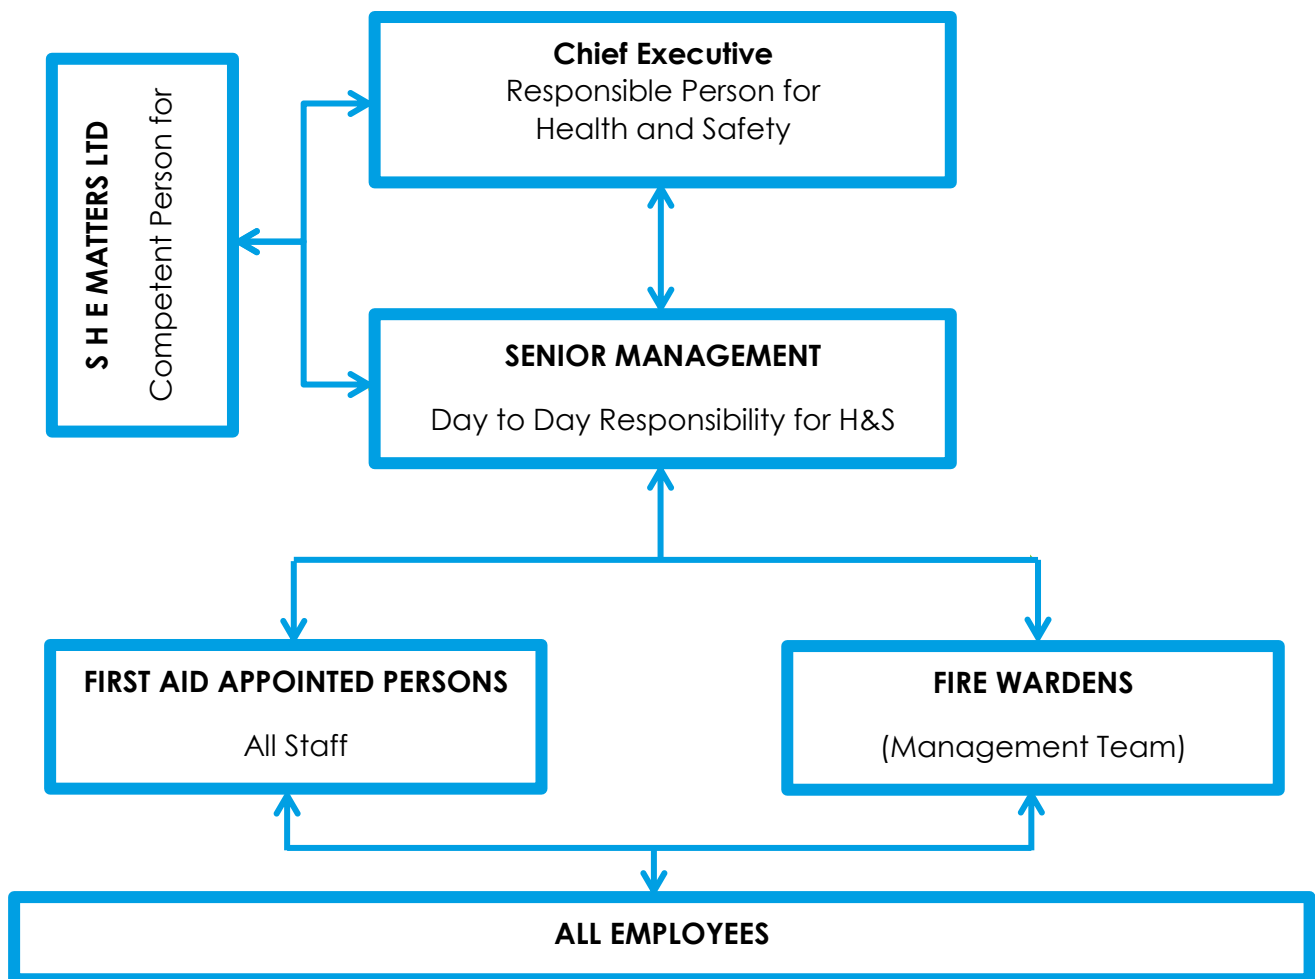 S H E MATTERS LTD
Competent Person for
Chief Executive
Responsible Person for
Health and Safety
SENIOR MANAGEMENT
Day to Day Responsibility for H&S
FIRST AID APPOINTED PERSONS
All Staff
FIRE WARDENS
(Management Team)
ALL EMPLOYEES